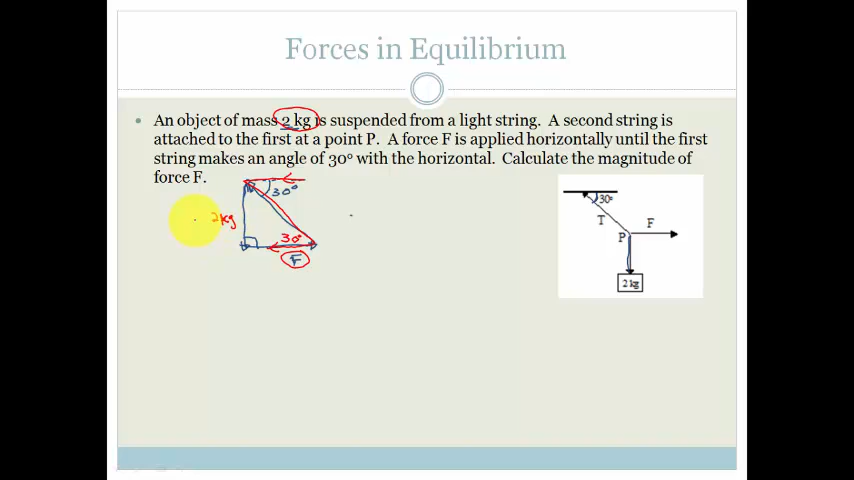 Forces in Equilibrium
An object of mass 2 kg is suspended from a light string. A second string is
attached to the first at a point P. A force F is applied horizontally until the first
string makes an angle of 30° with the horizontal. Calculate the magnitude of
force F.
30°
2kg
30°
F
30°
T
F
P
2kg